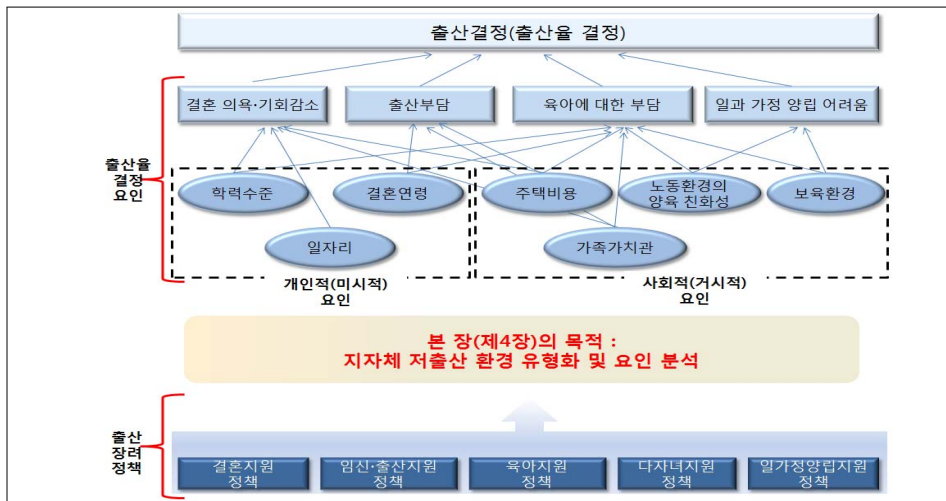 출산결정(출산율 결정)
결혼 의욕·기회감소
출산부담
육아에 대한 부담
일과 가정 양립 어려움
출산율
결정
요인
학력수준
결혼연령
주택비용
노동환경의
양육 친화성
보육환경
일자리
가족가치관
개인적(미시적)
요인
사회적(거시적)
요인
본 장(제4장)의 목적 :
지자체 저출산 환경 유형화 및 요인 분석
출산
장려
정책
결혼지원
정책
임신·출산지원
정책
육아지원
정책
다자녀지원
정책
일가정양립지원
정책